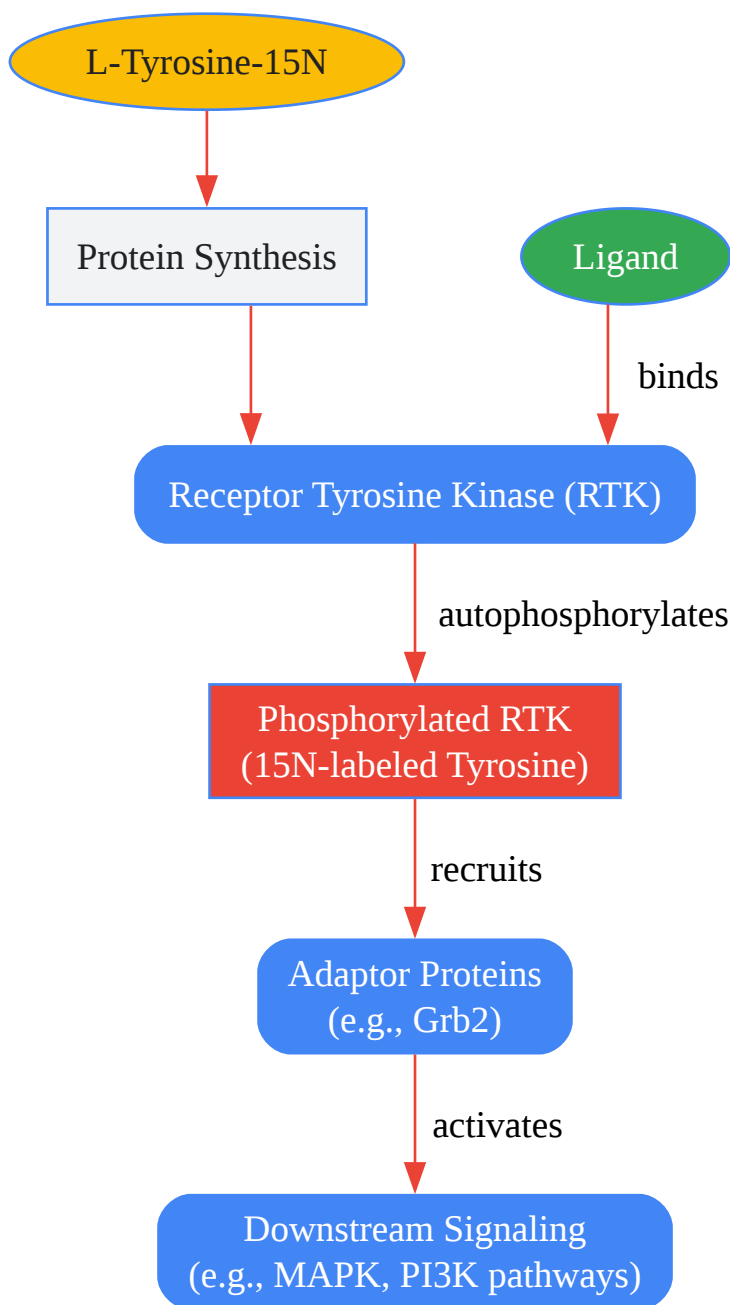 L-Tyrosine-15N
Protein Synthesis
Ligand
binds
Receptor Tyrosine Kinase (RTK)
autophosphorylates
Phosphorylated RTK
(15N-labeled Tyrosine)
recruits
Adaptor Proteins
(e.g., Grb2)
activates
Downstream Signaling
(e.g., MAPK, PI3K pathways)